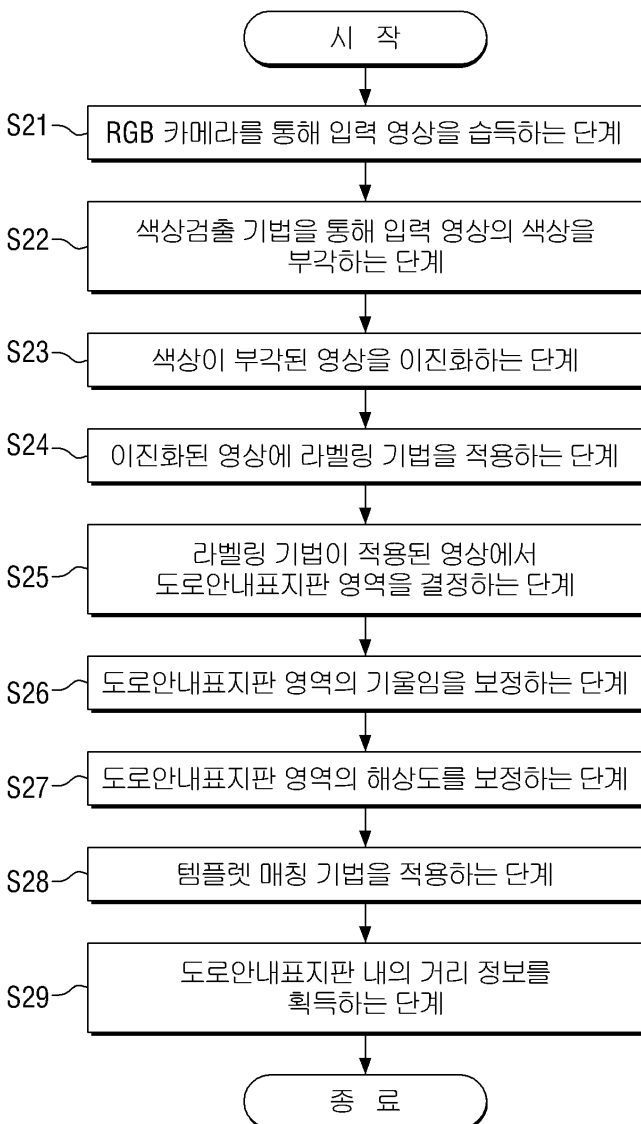 시 작
S21
RGB 카메라를 통해 입력 영상을 습득하는 단계
S22
색상검출 기법을 통해 입력 영상의 색상을
부각하는 단계
S23
색상이 부각된 영상을 이진화하는 단계
S24
이진화된 영상에 라벨링 기법을 적용하는 단계
S25
라벨링 기법이 적용된 영상에서
도로안내표지판 영역을 결정하는 단계
S26
도로안내표지판 영역의 기울임을 보정하는 단계
S27
도로안내표지판 영역의 해상도를 보정하는 단계
S28
템플렛 매칭 기법을 적용하는 단계
S29
도로안내표지판 내의 거리 정보를
획득하는 단계
종 료